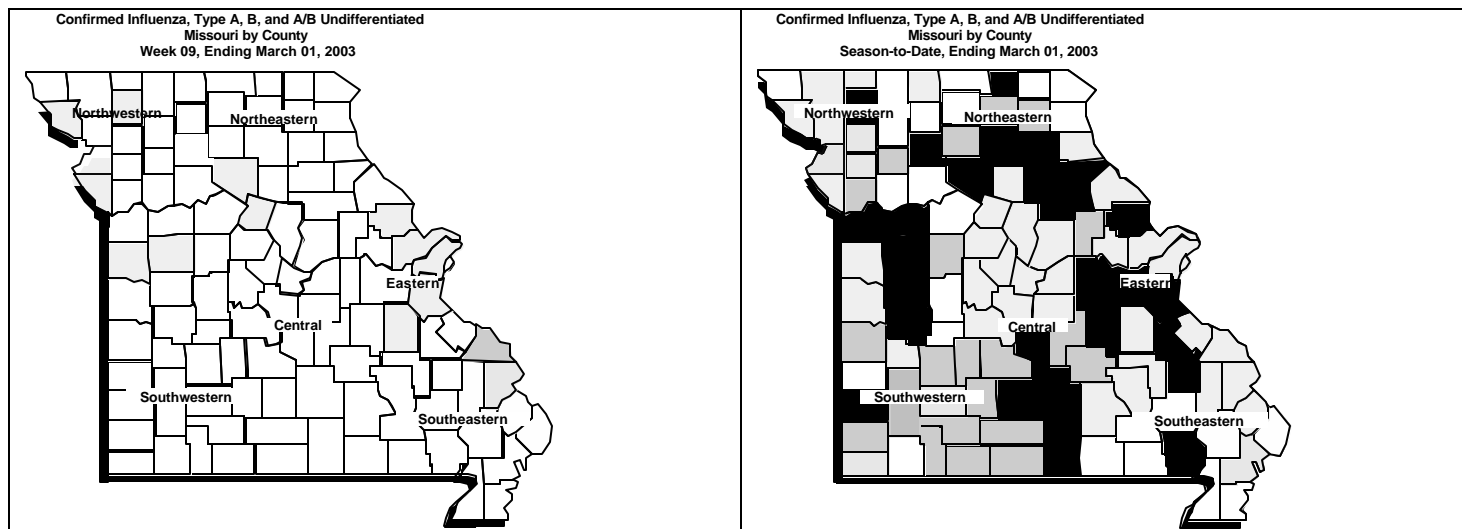 Confirmed Influenza, Type A, B, and A/B Undifferentiated
Missouri by County
Week 09, Ending March 01, 2003
Northwestern
Northeastern
Eastern
Central
Southwestern
Southeastern
Confirmed Influenza, Type A, B, and A/B Undifferentiated
Missouri by County
Season-to-Date, Ending March 01, 2003
Northwestern
Northeastern
Eastern
Central
Southwestern
Southeastern